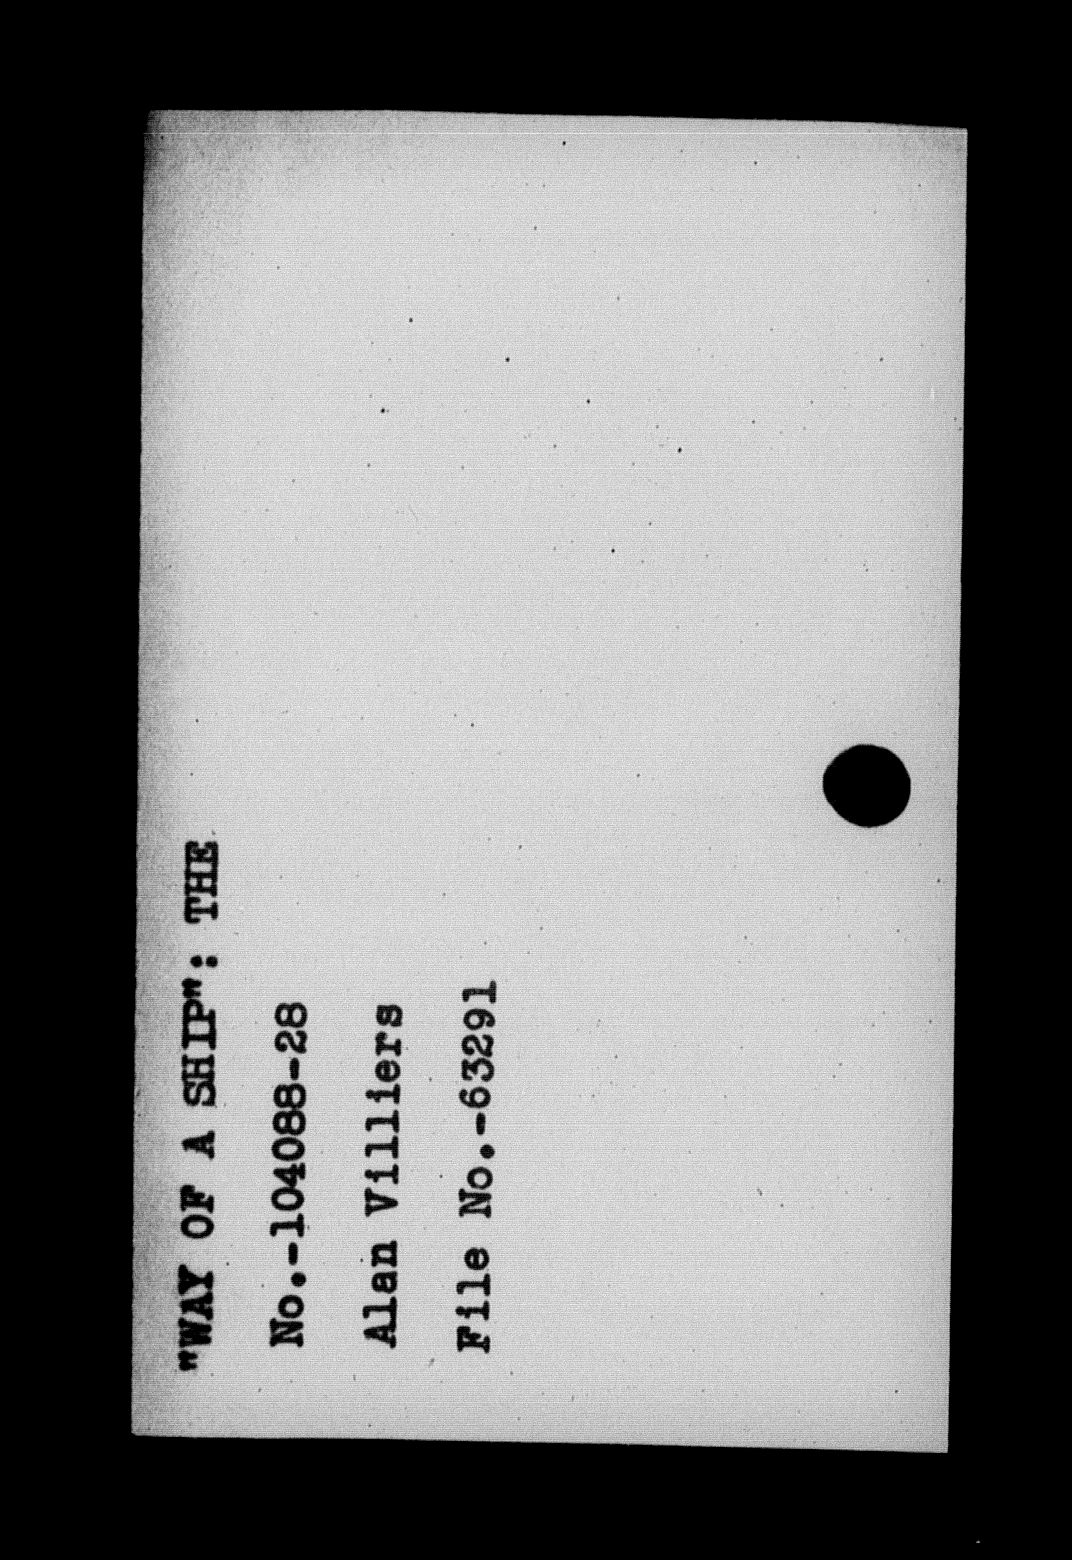 "WAY OF A SHIP": THE
No.-104088-28
Alan Villiers
File No.-63291